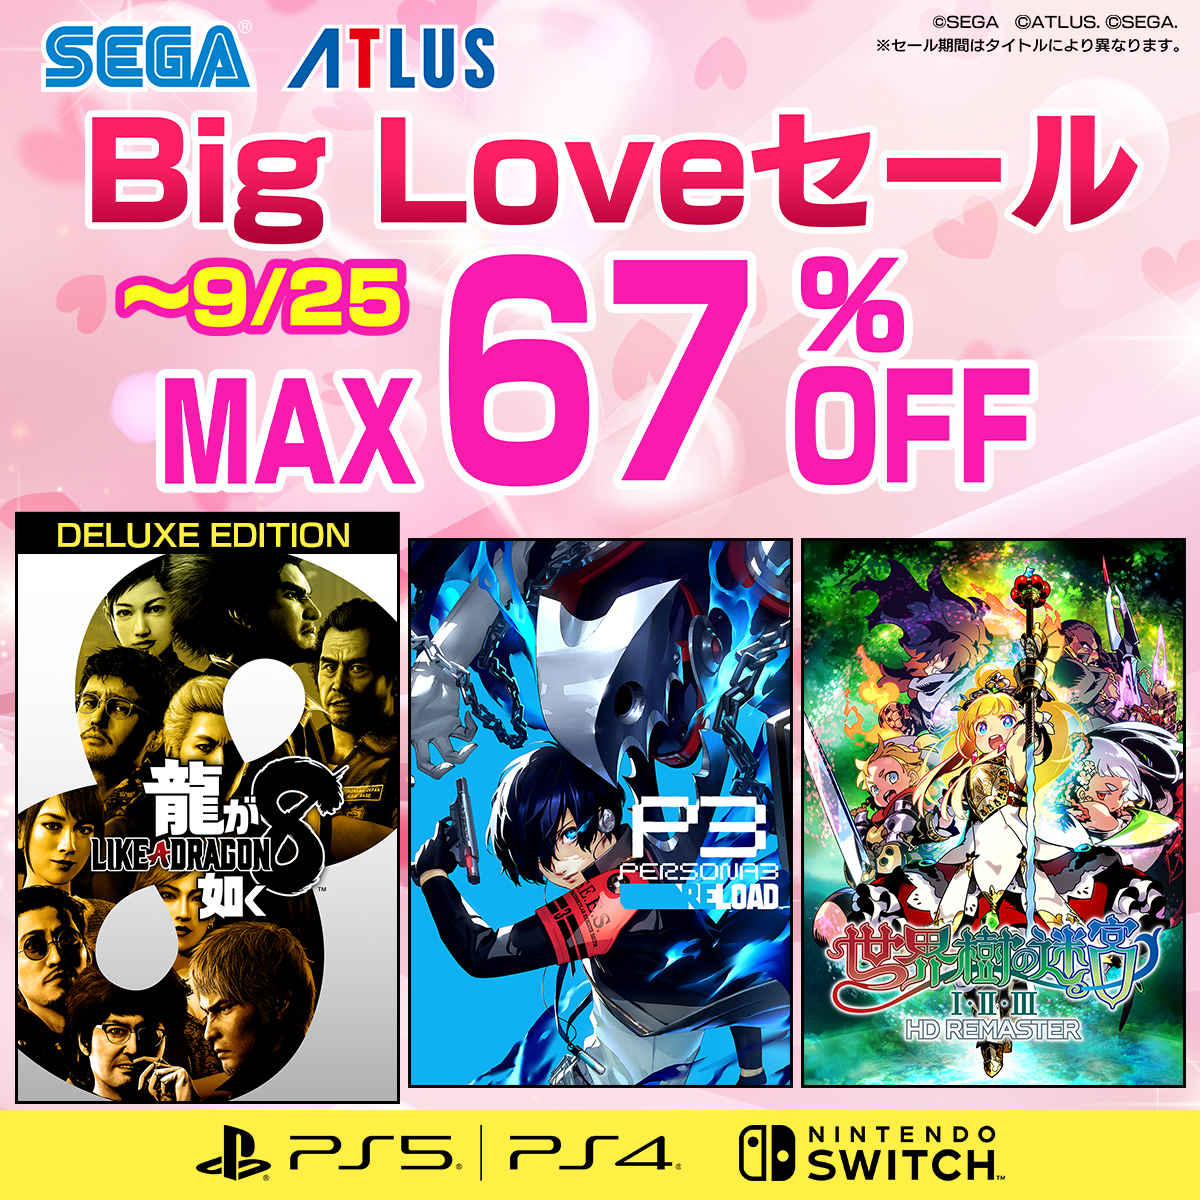 SEGA®
ATLUS
©SEGA ©ATLUS. ©SEGA.
※セール期間はタイトルにより異なります。
Big Loveセール
~9/25
MAX 67% OFF
DELUXE EDITION
龍が
LIKE A DRAGON 8
如く
™
P3
PERSONA3
RELOAD
S.E.E.S.
世界樹の迷宮
I・II・III
HD REMASTER
PS5® | PS4®
NINTENDO
SWITCH™